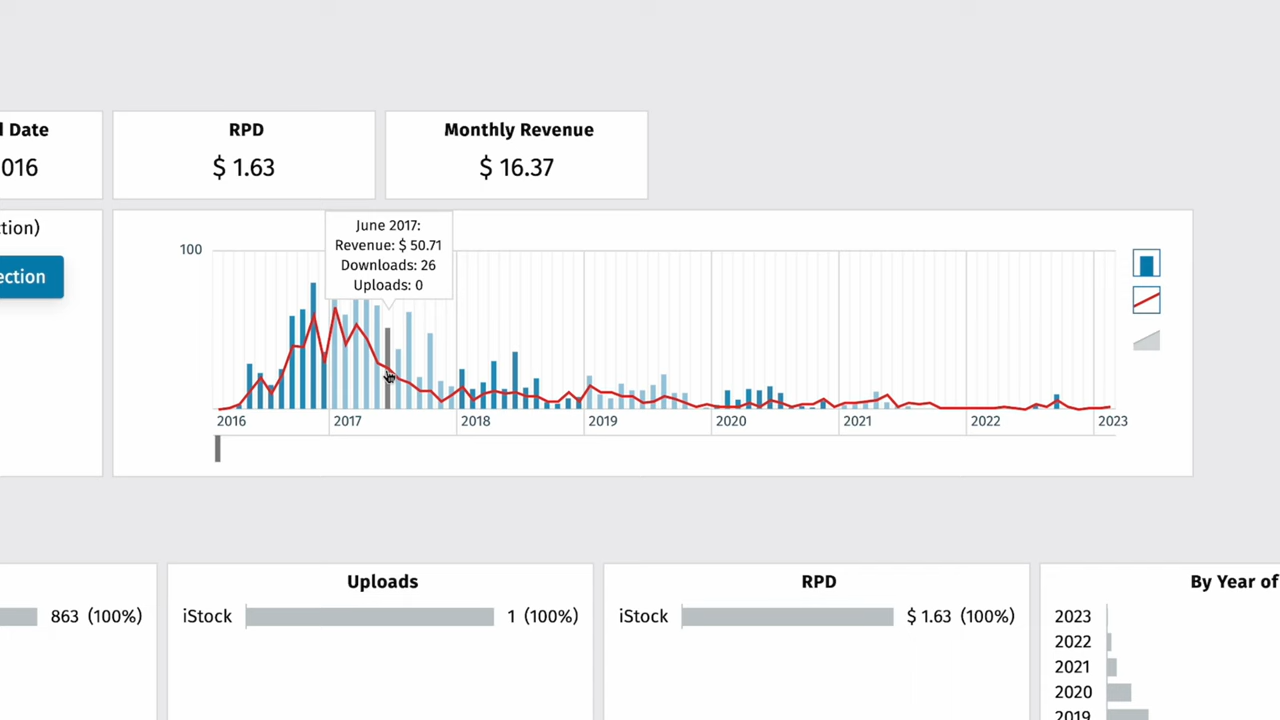 d Date
016
RPD
$ 1.63
Monthly Revenue
$ 16.37
tion)
ection
June 2017:
Revenue: $ 50.71
Downloads: 26
Uploads: 0
100
2016
2017
2018
2019
2020
2021
2022
2023
863 (100%)
Uploads
iStock
1 (100%)
RPD
iStock
$ 1.63 (100%)
By Year of
2023
2022
2021
2020
2019